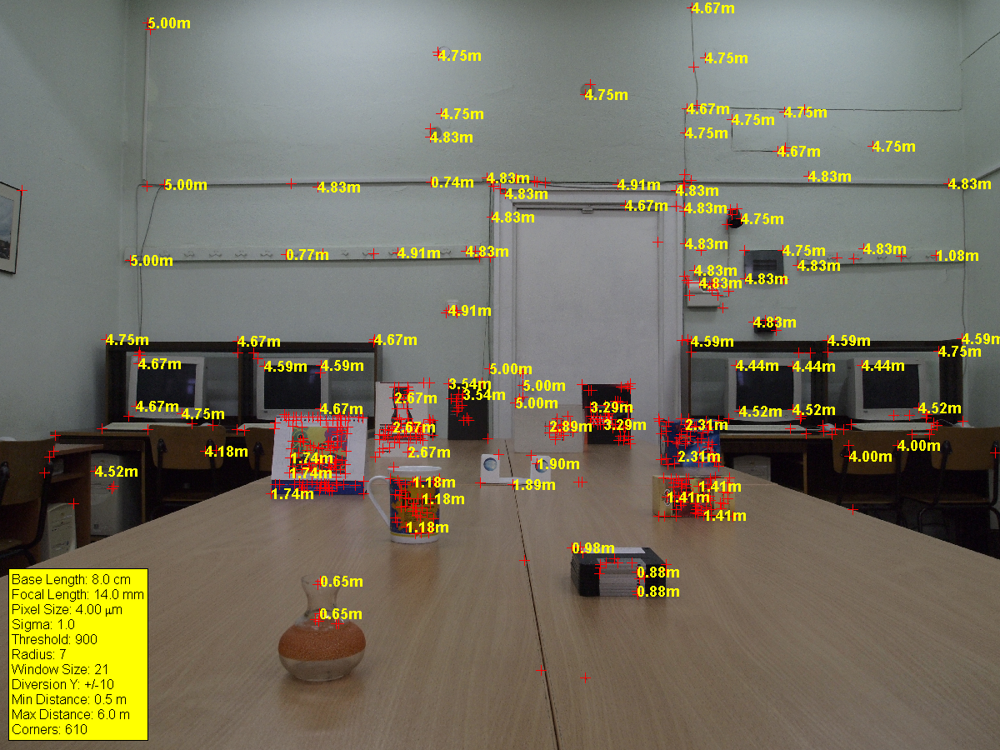 4.67m
5.00m
4.75m
4.75m
4.75m
4.67m
4.75m
4.75m
4.75m
4.83m
4.75m
4.67m
4.75m
5.00m
4.83m
0.74m
4.83m
4.83m
4.91m
4.83m
4.83m
4.83m
4.67m
4.83m
4.83m
4.75m
5.00m
0.77m
4.91m
4.83m
4.83m
4.75m
4.83m
1.08m
4.83m
4.83m
4.83m
4.83m
4.91m
4.83m
4.75m
4.67m
4.67m
4.59m
4.59m
4.59m
4.75m
4.67m
4.59m
4.59m
5.00m
4.44m
4.44m
4.44m
3.54m
5.00m
2.67m
3.54m
5.00m
4.67m
4.75m
4.67m
3.29m
4.52m
4.52m
4.52m
2.67m
2.89m
3.29m
2.31m
4.18m
2.67m
4.00m
4.00m
1.74m
2.31m
4.52m
1.74m
1.90m
1.18m
1.89m
1.41m
1.74m
1.18m
1.41m
1.18m
1.41m
0.98m
0.88m
0.65m
0.88m
0.65m
Base Length: 8.0 cm
Focal Length: 14.0 mm
Pixel Size: 4.00 μm
Sigma: 1.0
Threshold: 900
Radius: 7
Window Size: 21
Diversion Y: +/-10
Min Distance: 0.5 m
Max Distance: 6.0 m
Corners: 610